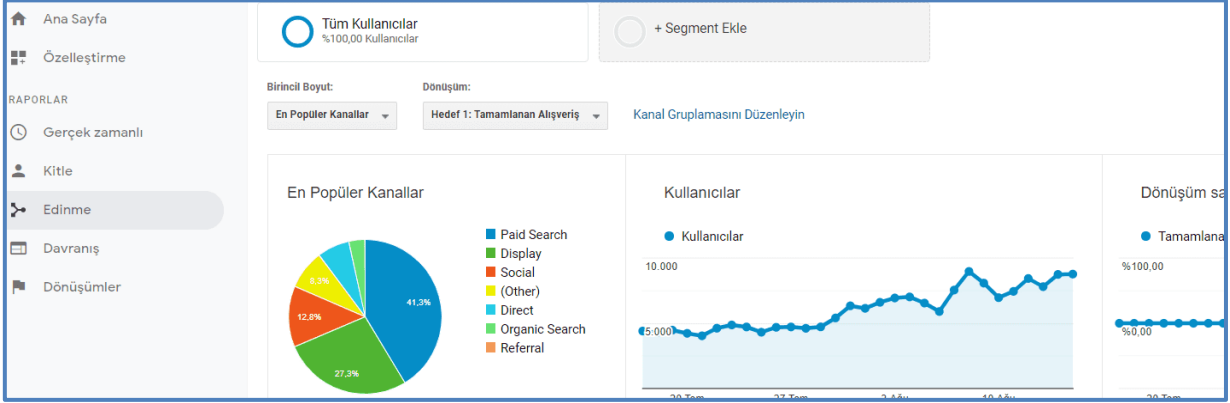 Ana Sayfa
Özelleştirme
RAPORLAR
Gerçek zamanlı
Kitle
Edinme
Davranış
Dönüşümler
Tüm Kullanıcılar
%100,00 Kullanıcılar
+ Segment Ekle
Birincil Boyut:
Dönüşüm:
En Popüler Kanallar
Hedef 1: Tamamlanan Alışveriş
Kanal Gruplamasını Düzenleyin
En Popüler Kanallar
Paid Search
Display
Social
(Other)
Direct
Organic Search
Referral
41,3%
27,3%
12,8%
8,3%
Kullanıcılar
Kullanıcılar
10.000
5.000
Dönüşüm sa
Tamamlana
%100,00
%0,00